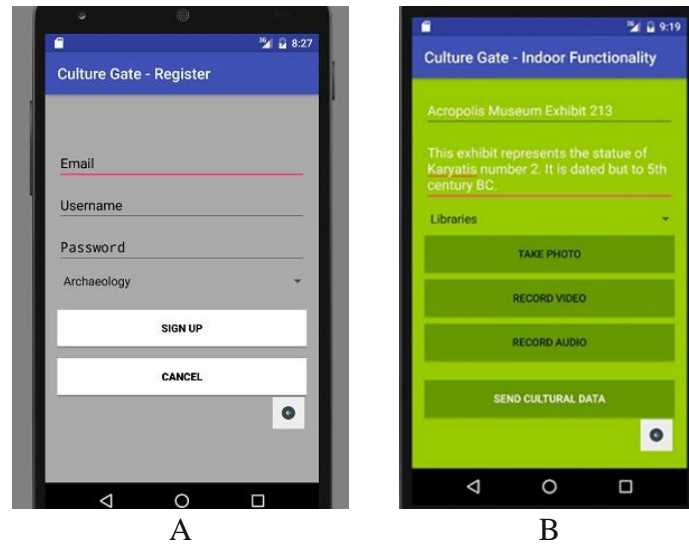 8:27
Culture Gate - Register
Email
Username
Password
Archaeology
SIGN UP
CANCEL
A
9:19
Culture Gate - Indoor Functionality
Acropolis Museum Exhibit 213
This exhibit represents the statue of
Karyatis number 2. It is dated but to 5th
century BC.
Libraries
TAKE PHOTO
RECORD VIDEO
RECORD AUDIO
SEND CULTURAL DATA
B